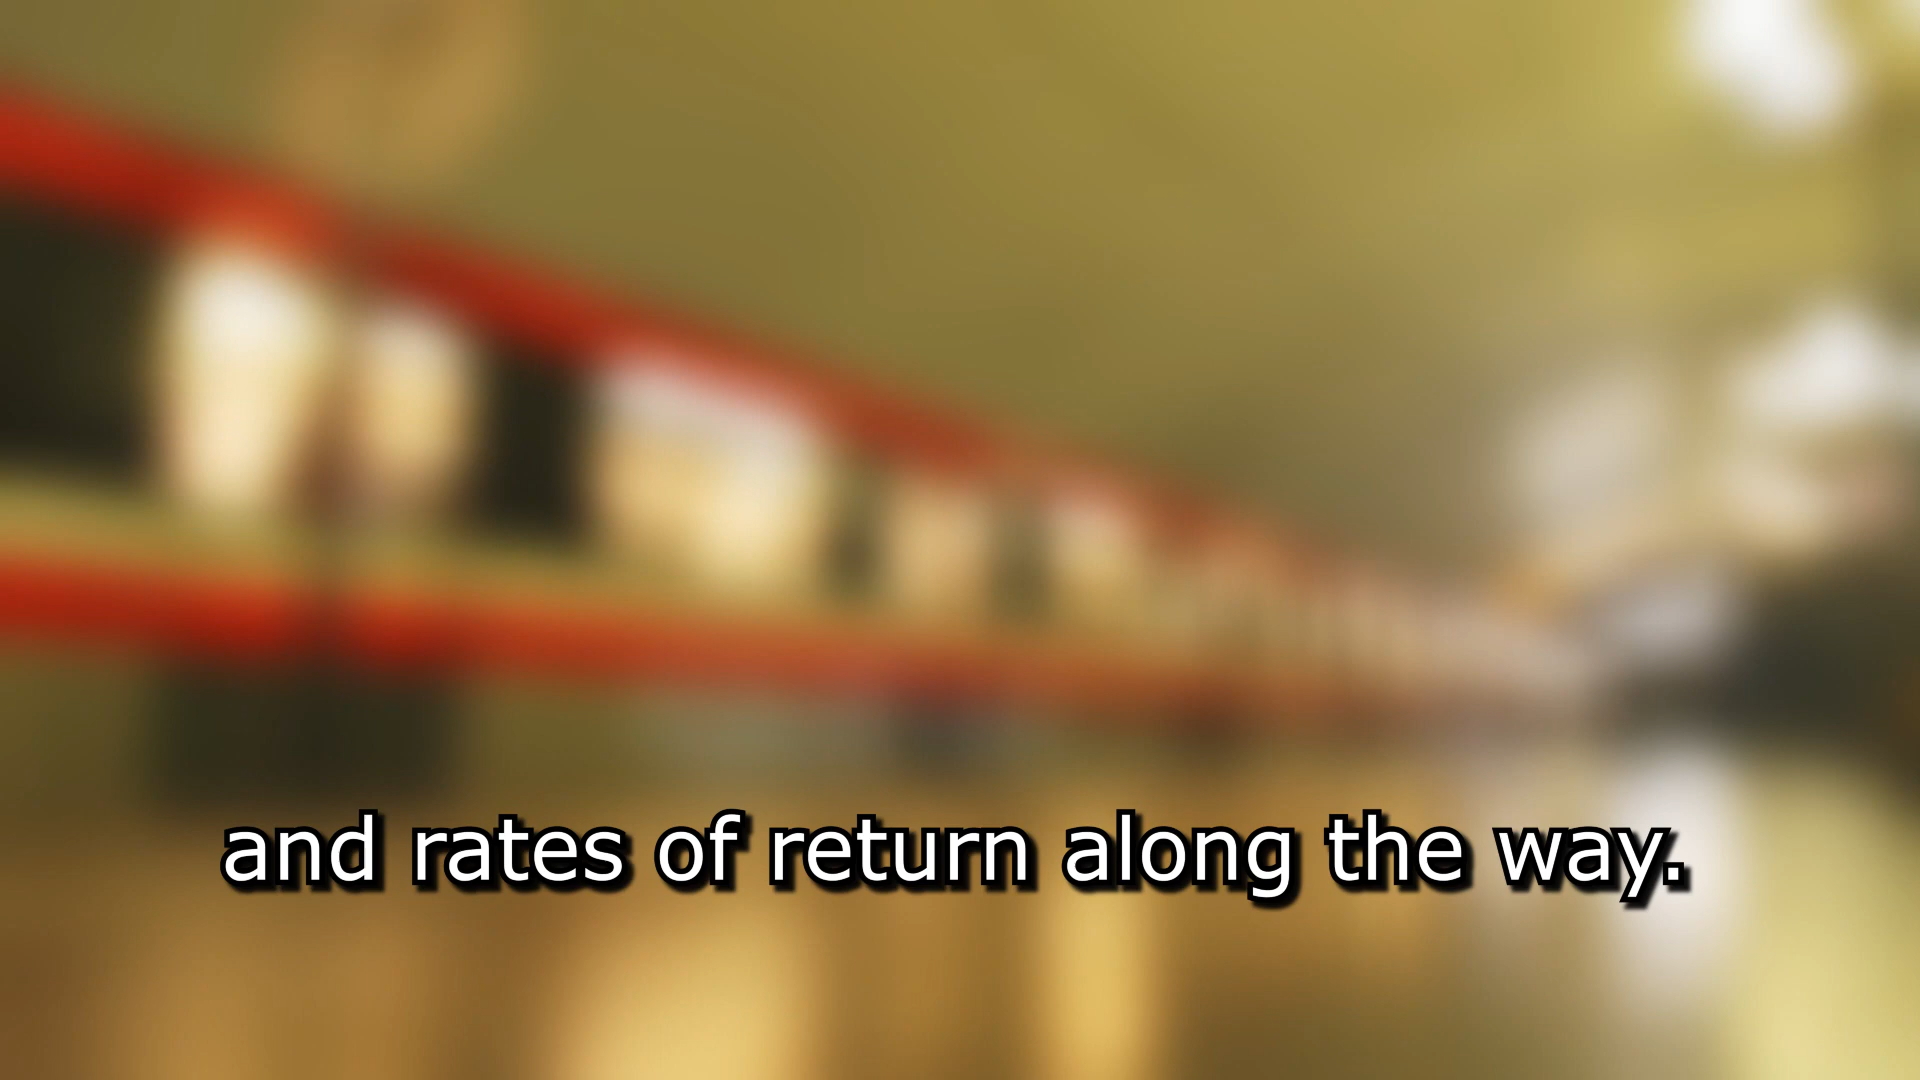 and rates of return along the way.